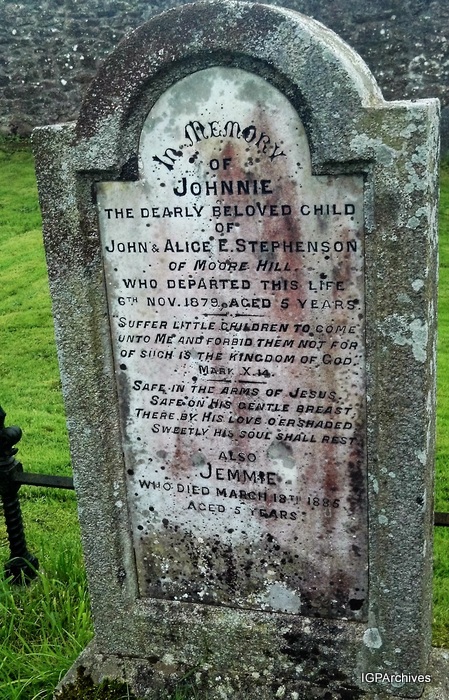 In Memory
OF
JOHNNIE
THE DEARLY BELOVED CHILD
OF
JOHN & ALICE E. STEPHENSON
OF MOORE HILL.
WHO DEPARTED THIS LIFE
6TH NOV. 1879, AGED 5 YEARS
SUFFER LITTLE CHILDREN TO COME
UNTO ME AND FORBID THEM NOT FOR
OF SUCH IS THE KINGDOM OF GOD.
MARK X.14.
SAFE IN THE ARMS OF JESUS,
SAFE ON HIS GENTLE BREAST,
THERE BY HIS LOVE O'ERSHADED
SWEETLY HIS SOUL SHALL REST
ALSO
JEMMIE
WHO DIED MARCH 18TH 1885
AGED 5 YEARS
IGPArchives